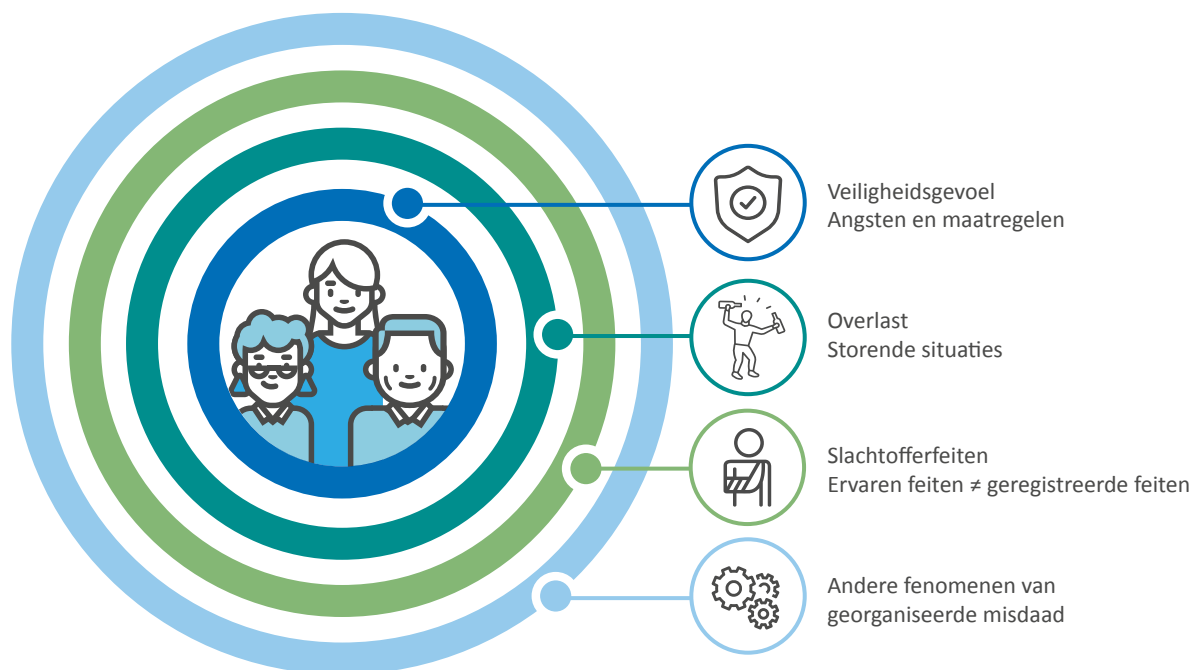 Veiligheidsgevoel
Angsten en maatregelen
Overlast
Storende situaties
Slachtofferfeiten
Ervaren feiten ≠ geregistreerde feiten
Andere fenomenen van
georganiseerde misdaad